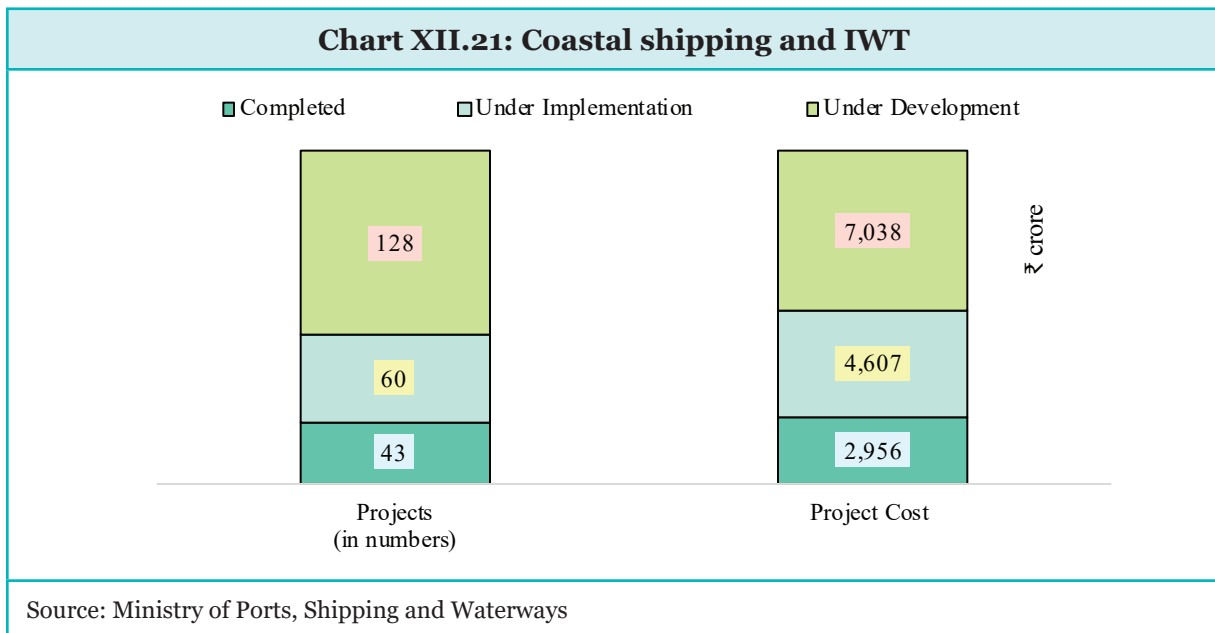 Chart XII.21: Coastal shipping and IWT
Completed
Under Implementation
Under Development
128
60
43
7,038
4,607
2,956
₹ crore
Projects
(in numbers)
Project Cost
Source: Ministry of Ports, Shipping and Waterways